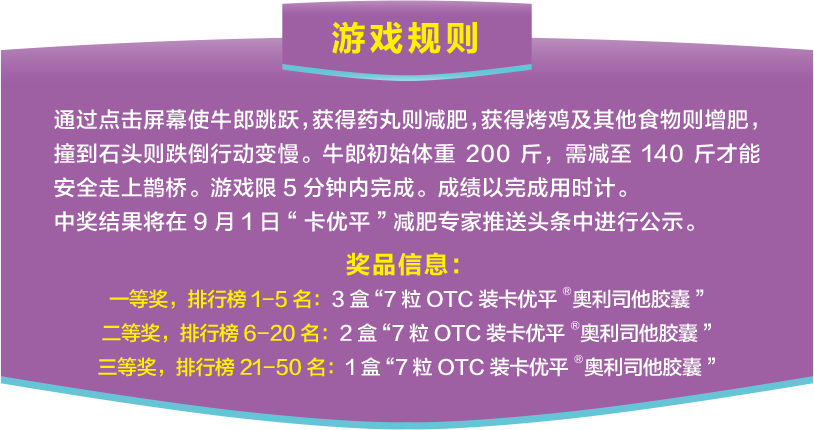 游戏规则
通过点击屏幕使牛郎跳跃，获得药丸则减肥，获得烤鸡及其他食物则增肥，
撞到石头则跌倒行动变慢。牛郎初始体重 200 斤，需减至 140 斤才能
安全走上鹊桥。游戏限 5 分钟内完成。成绩以完成用时计。
中奖结果将在 9 月 1 日 “ 卡优平 ” 减肥专家推送头条中进行公示。
奖品信息：
一等奖，排行榜 1-5 名：3 盒 “7 粒 OTC 装卡优平 ®奥利司他胶囊 ”
二等奖，排行榜 6-20 名：2 盒 “7 粒 OTC 装卡优平 ®奥利司他胶囊 ”
三等奖，排行榜 21-50 名：1 盒 “7 粒 OTC 装卡优平 ®奥利司他胶囊 ”